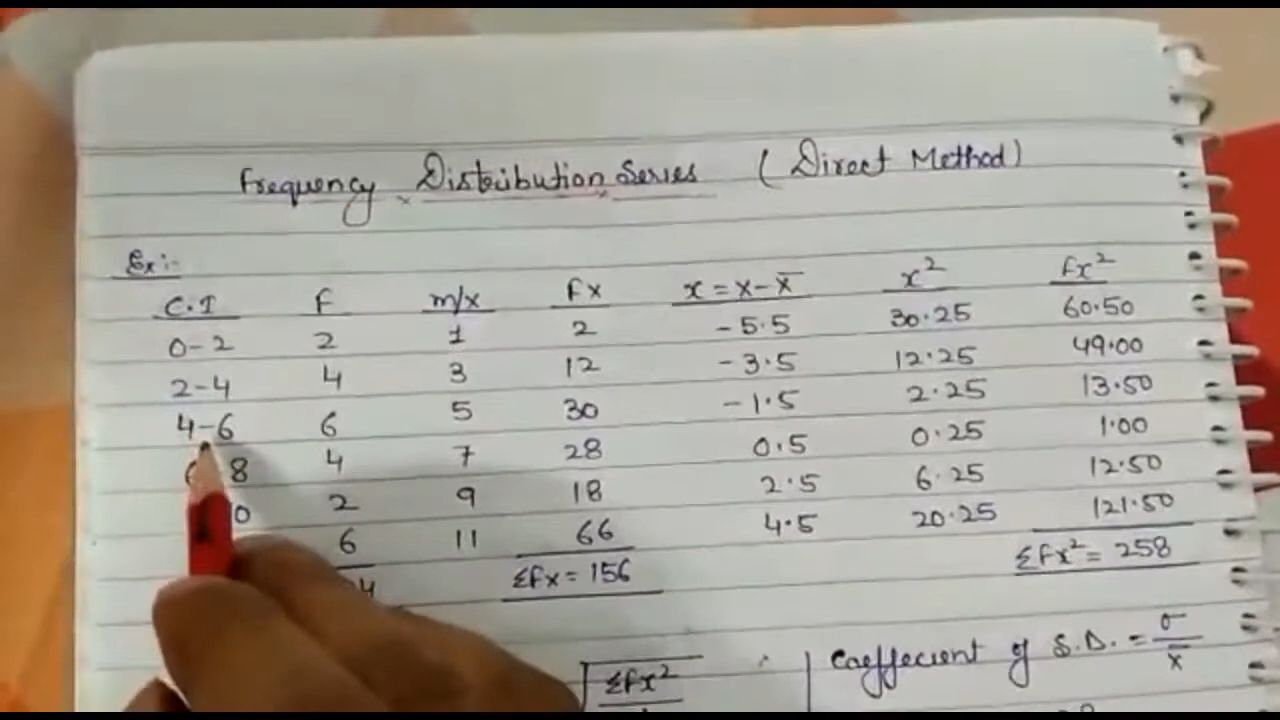 Frequency Distribution Series (Direct Method)
Ex:-
C.I F m/x Fx x = x - x̄ x² Fx²
0-2 2 1 2 -5.5 30.25 60.50
2-4 4 3 12 -3.5 12.25 49.00
4-6 6 5 30 -1.5 2.25 13.50
8 4 7 28 0.5 0.25 1.00
0 2 9 18 2.5 6.25 12.50
6 11 66 4.5 20.25 121.50
4 Σfx = 156 Σfx² = 258
Σfx² Coeffecient of S.D. = σ/x̄